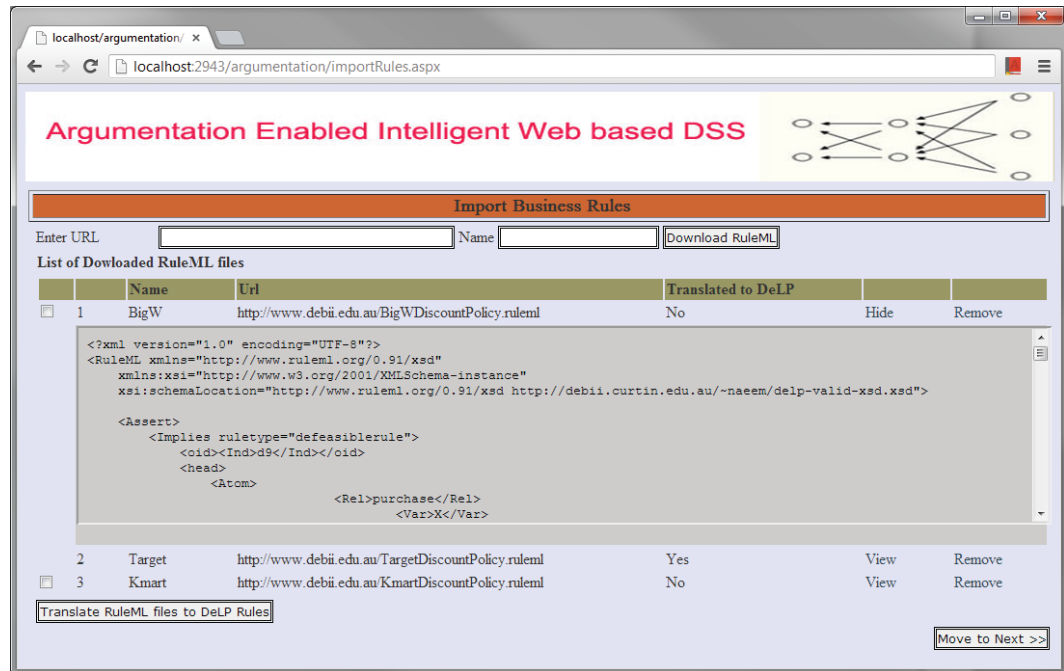 localhost/argumentation/ ×
localhost:2943/argumentation/importRules.aspx
Argumentation Enabled Intelligent Web based DSS
Import Business Rules
Enter URL Name Download RuleML
List of Dowloaded RuleML files
Name Url Translated to DeLP
1 BigW http://www.debii.edu.au/BigWDiscountPolicy.ruleml No Hide Remove
<?xml version="1.0" encoding="UTF-8"?>
<RuleML xmlns="http://www.ruleml.org/0.91/xsd"
xmlns:xsi="http://www.w3.org/2001/XMLSchema-instance"
xsi:schemaLocation="http://www.ruleml.org/0.91/xsd http://debii.curtin.edu.au/~naeem/delp-valid-xsd.xsd">
<Assert>
<Implies ruletype="defeasiblerule">
<oid><Ind>d9</Ind></oid>
<head>
<Atom>
<Rel>purchase</Rel>
<Var>X</Var>
2 Target http://www.debii.edu.au/TargetDiscountPolicy.ruleml Yes View Remove
3 Kmart http://www.debii.edu.au/KmartDiscountPolicy.ruleml No View Remove
Translate RuleML files to DeLP Rules
Move to Next >>